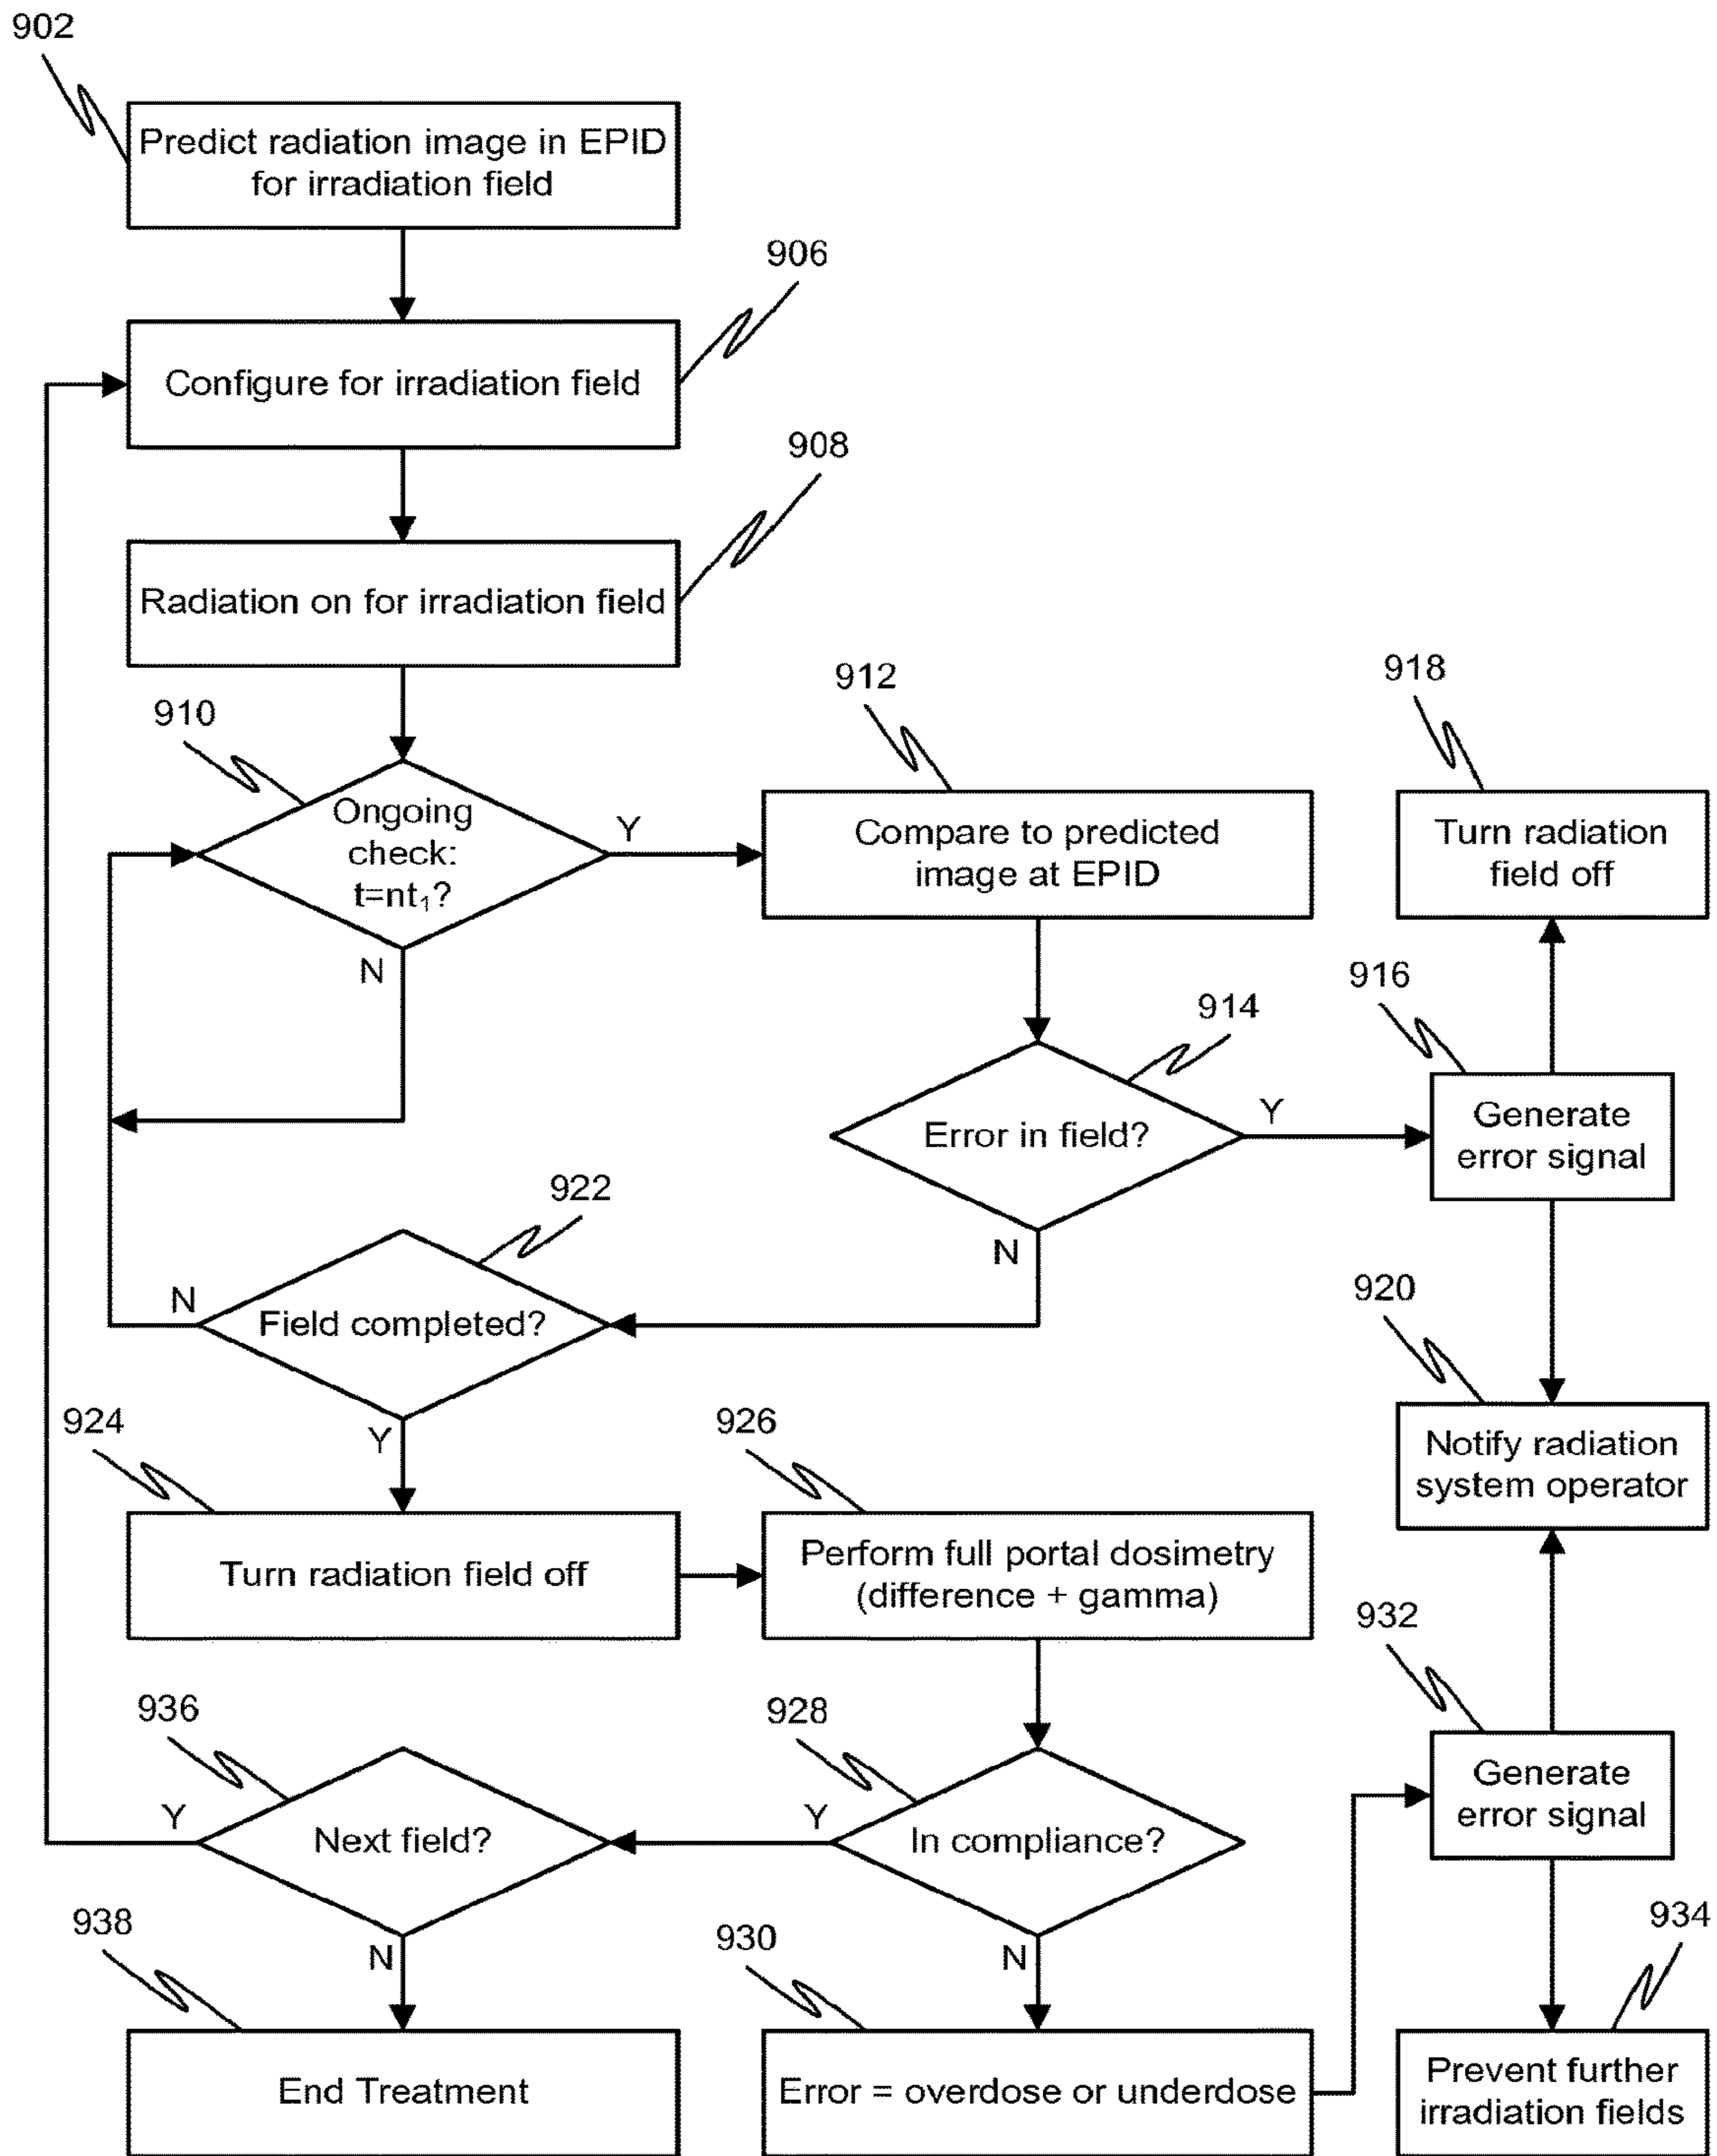 902
Predict radiation image in EPID
for irradiation field
906
Configure for irradiation field
908
Radiation on for irradiation field
910
Ongoing
check:
t=nt₁?
Y
N
912
Compare to predicted
image at EPID
918
Turn radiation
field off
914
Error in field?
Y
N
916
Generate
error signal
922
Field completed?
N
Y
920
Notify radiation
system operator
924
Turn radiation field off
926
Perform full portal dosimetry
(difference + gamma)
932
Generate
error signal
936
Next field?
Y
N
928
In compliance?
Y
N
938
End Treatment
930
Error = overdose or underdose
934
Prevent further
irradiation fields